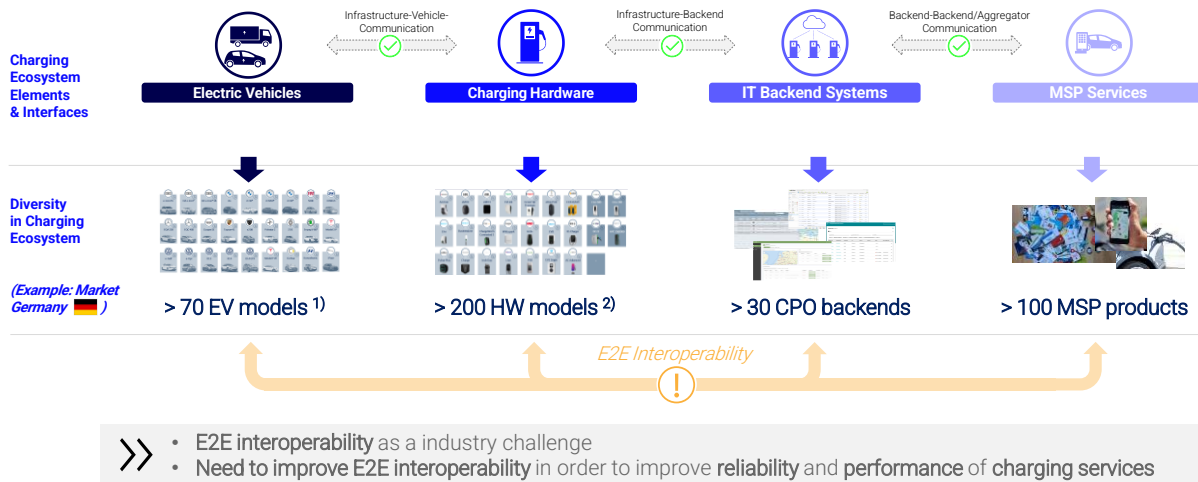 Infrastructure-Vehicle-
Communication
Infrastructure-Backend
Communication
Backend-Backend/Aggregator
Communication
Charging
Ecosystem
Elements
& Interfaces
Electric Vehicles
Charging Hardware
IT Backend Systems
MSP Services
Diversity
in Charging
Ecosystem
(Example: Market
Germany )
> 70 EV models 1)
> 200 HW models 2)
> 30 CPO backends
> 100 MSP products
E2E Interoperability
!
• E2E interoperability as a industry challenge
• Need to improve E2E interoperability in order to improve reliability and performance of charging services